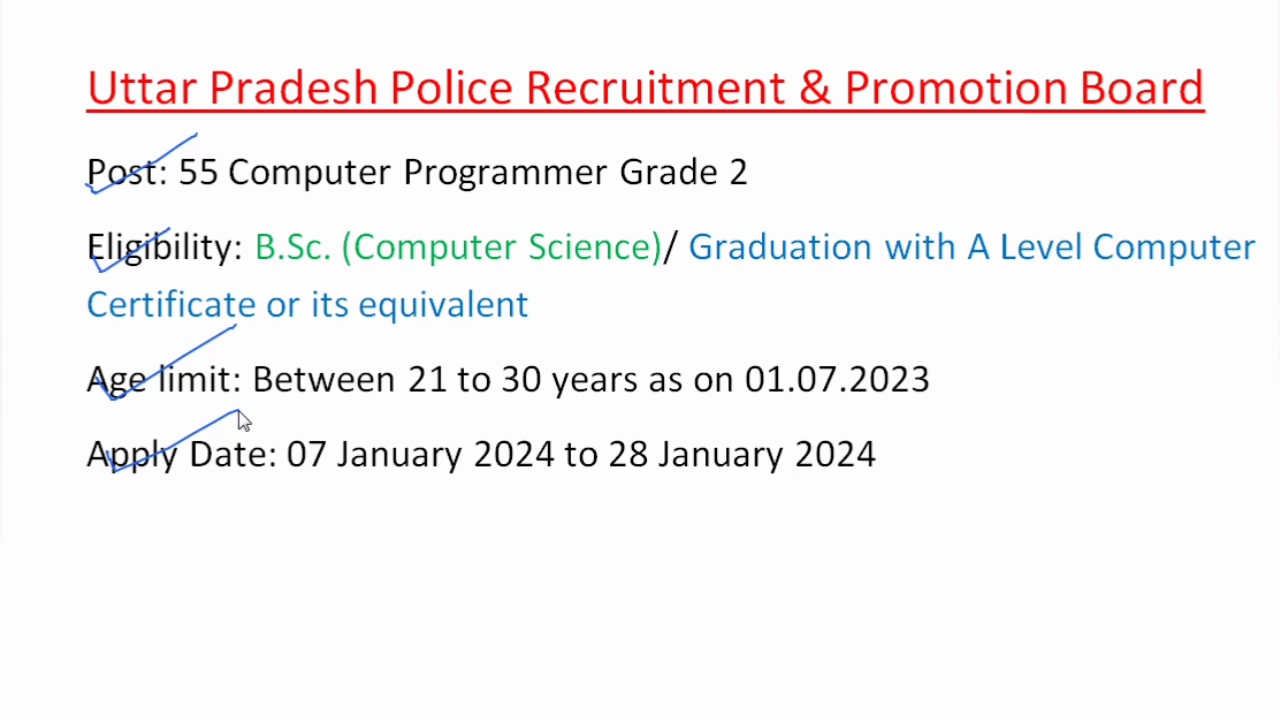 Uttar Pradesh Police Recruitment & Promotion Board
Post: 55 Computer Programmer Grade 2
Eligibility: B.Sc. (Computer Science)/ Graduation with A Level Computer
Certificate or its equivalent
Age limit: Between 21 to 30 years as on 01.07.2023
Apply Date: 07 January 2024 to 28 January 2024